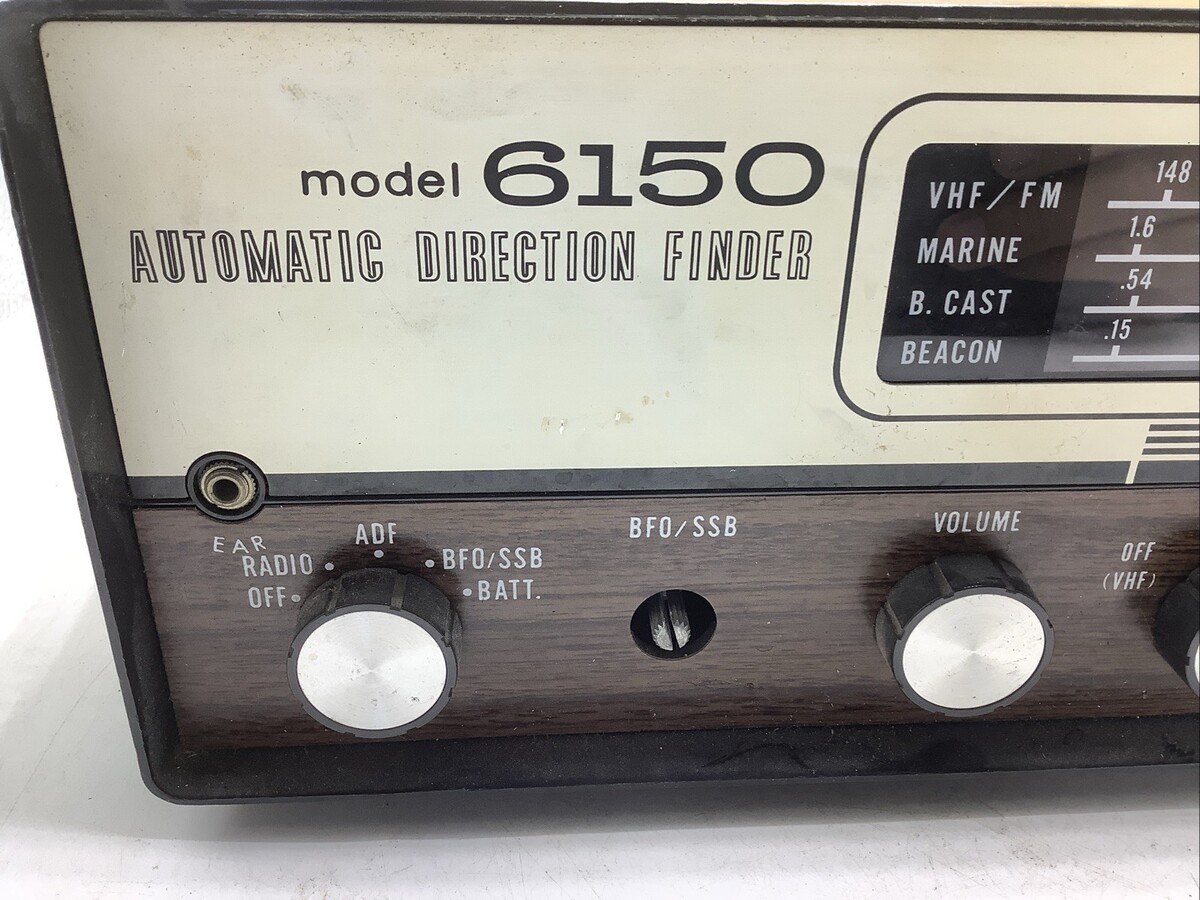 model 6150
AUTOMATIC DIRECTION FINDER
VHF/FM 148
MARINE 1.6
B. CAST .54
BEACON .15
EAR
ADF
RADIO
BFO/SSB
OFF
BATT.
BFO/SSB
VOLUME
OFF
(VHF)